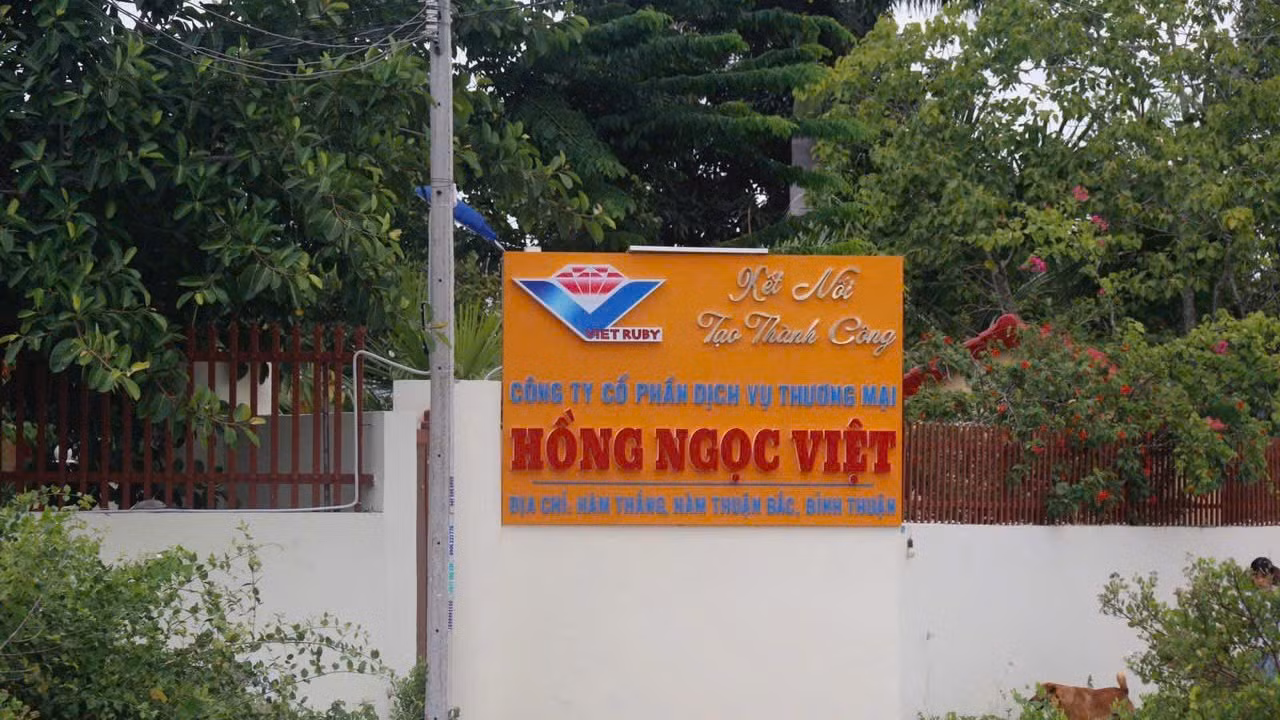 VIET RUBY
Kết Nối
Tạo Thành Công
CÔNG TY CỔ PHẦN DỊCH VỤ THƯƠNG MẠI
HỒNG NGỌC VIỆT
ĐỊA CHỈ: HÀM THẮNG, HÀM THUẬN BẮC, BÌNH THUẬN